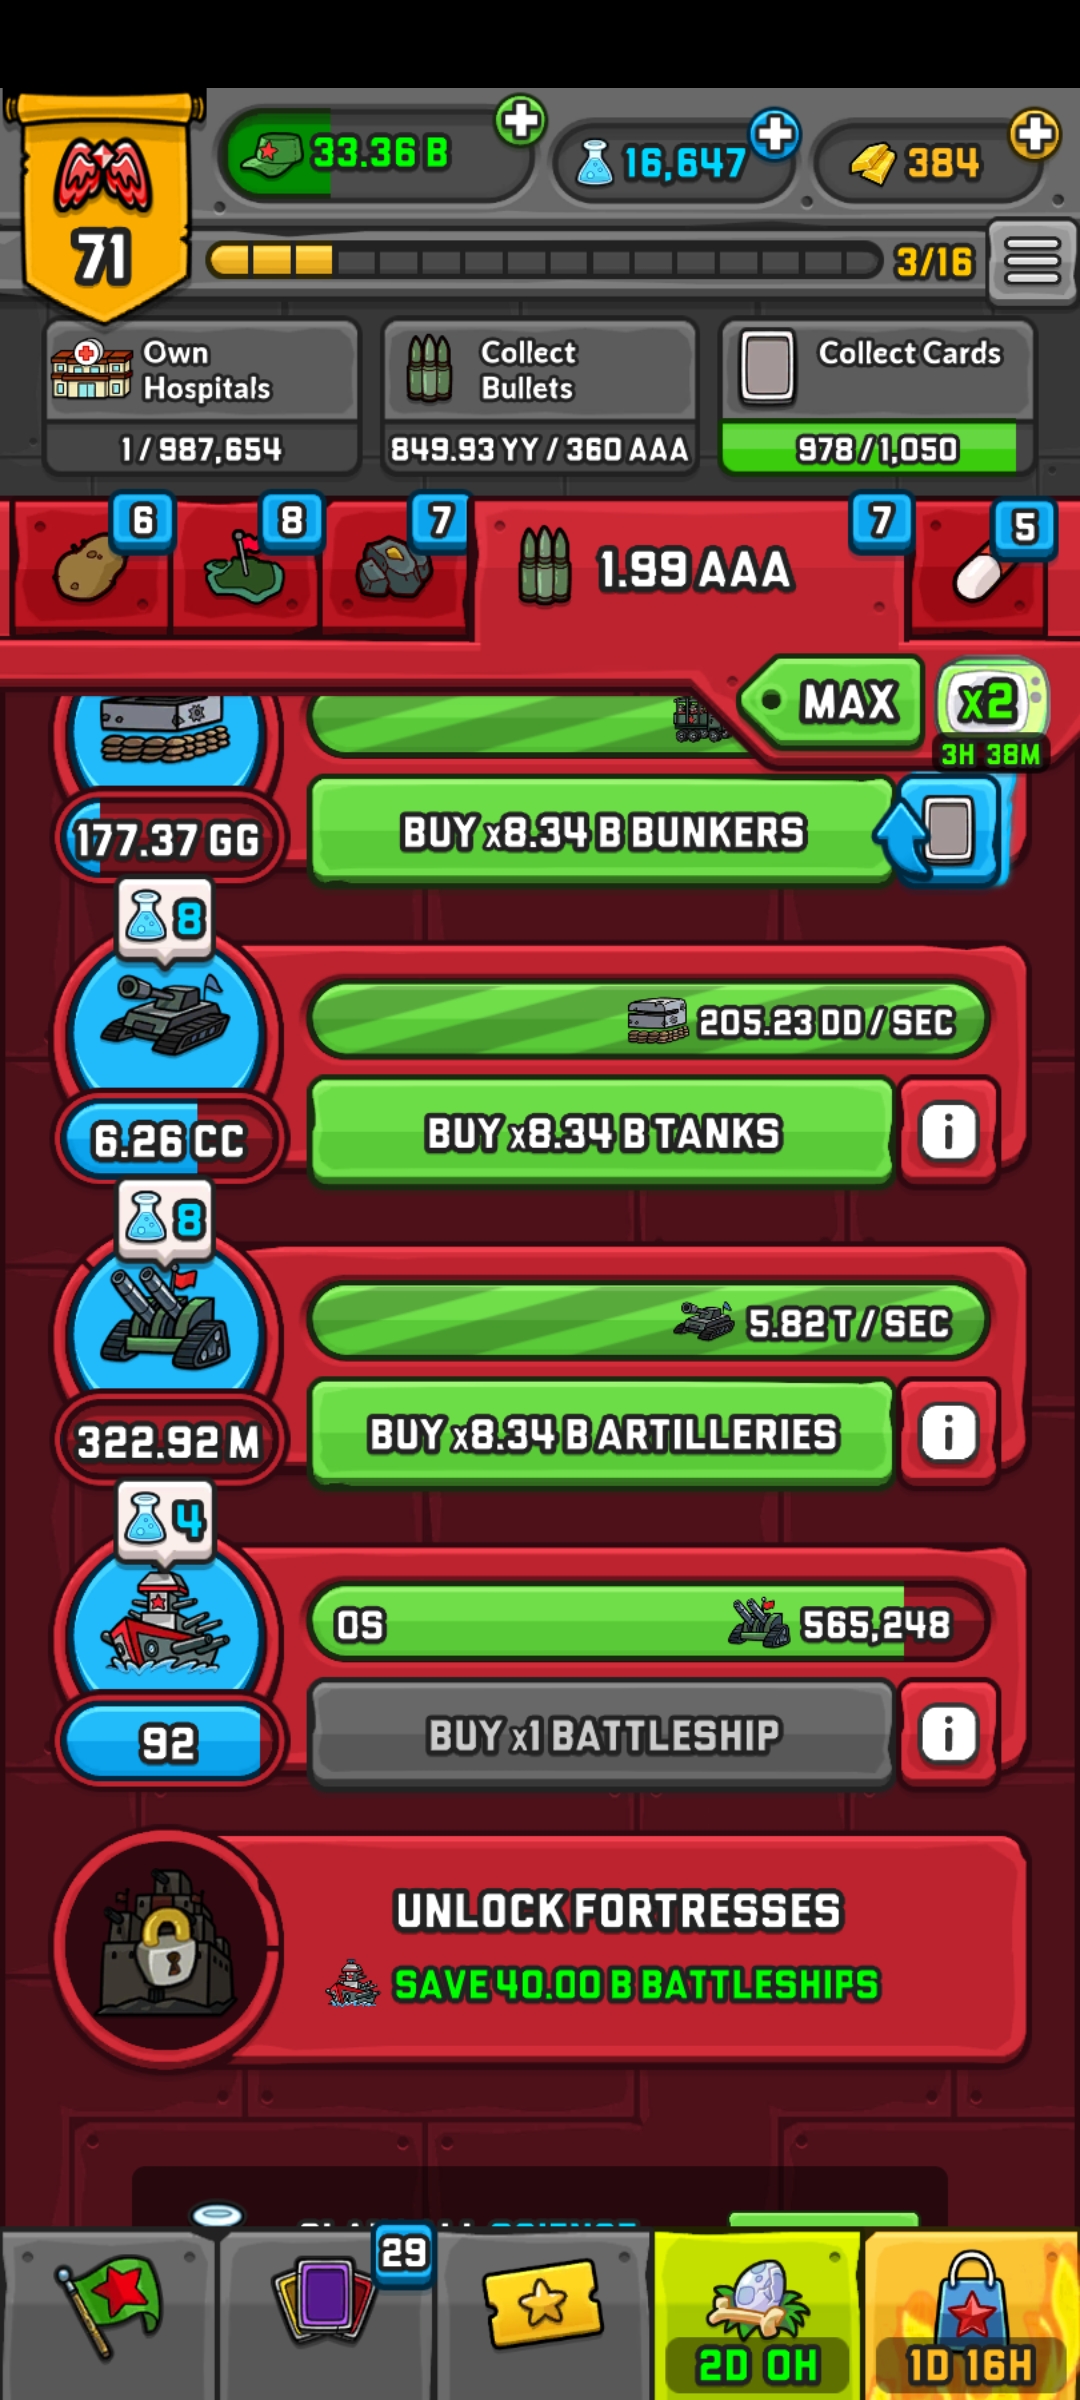 33.36 B
16,647
384
71
3/16
Own
Hospitals
1 / 987,654
Collect
Bullets
849.93 YY / 360 AAA
Collect Cards
978 / 1,050
6
8
7
1.99 AAA
7
5
MAX
x2
3H 38M
177.37 GG
BUY x8.34 B BUNKERS
8
205.23 DD / SEC
6.26 CC
BUY x8.34 B TANKS
8
5.82 T / SEC
322.92 M
BUY x8.34 B ARTILLERIES
4
0S
565,248
92
BUY x1 BATTLESHIP
UNLOCK FORTRESSES
SAVE 40.00 B BATTLESHIPS
29
2D 0H
1D 16H